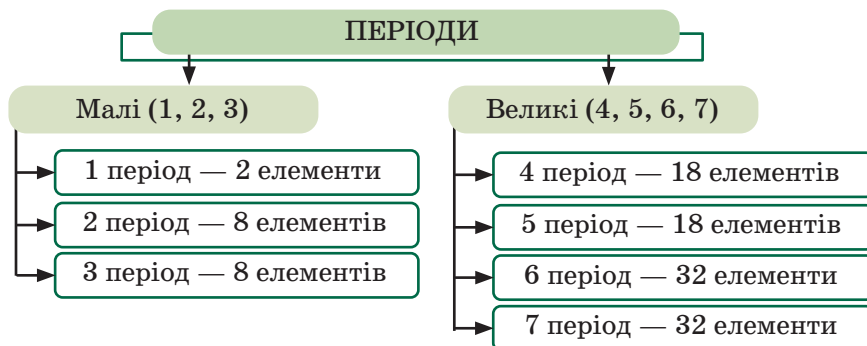 ПЕРІОДИ
Малі (1, 2, 3)
1 період — 2 елементи
2 період — 8 елементів
3 період — 8 елементів
Великі (4, 5, 6, 7)
4 період — 18 елементів
5 період — 18 елементів
6 період — 32 елементи
7 період — 32 елементи